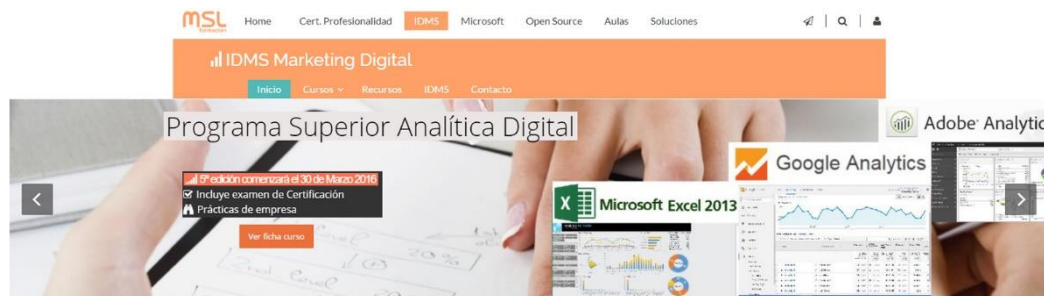 MSL
formación
Home Cert. Profesionalidad IDMS Microsoft Open Source Aulas Soluciones
IDMS Marketing Digital
Inicio Cursos Recursos IDMS Contacto
Programa Superior Analítica Digital
5ª edición comenzará el 30 de Marzo 2016
Incluye examen de Certificación
Prácticas de empresa
Ver ficha curso
Microsoft Excel 2013
Google Analytics
Adobe Analytic
20%